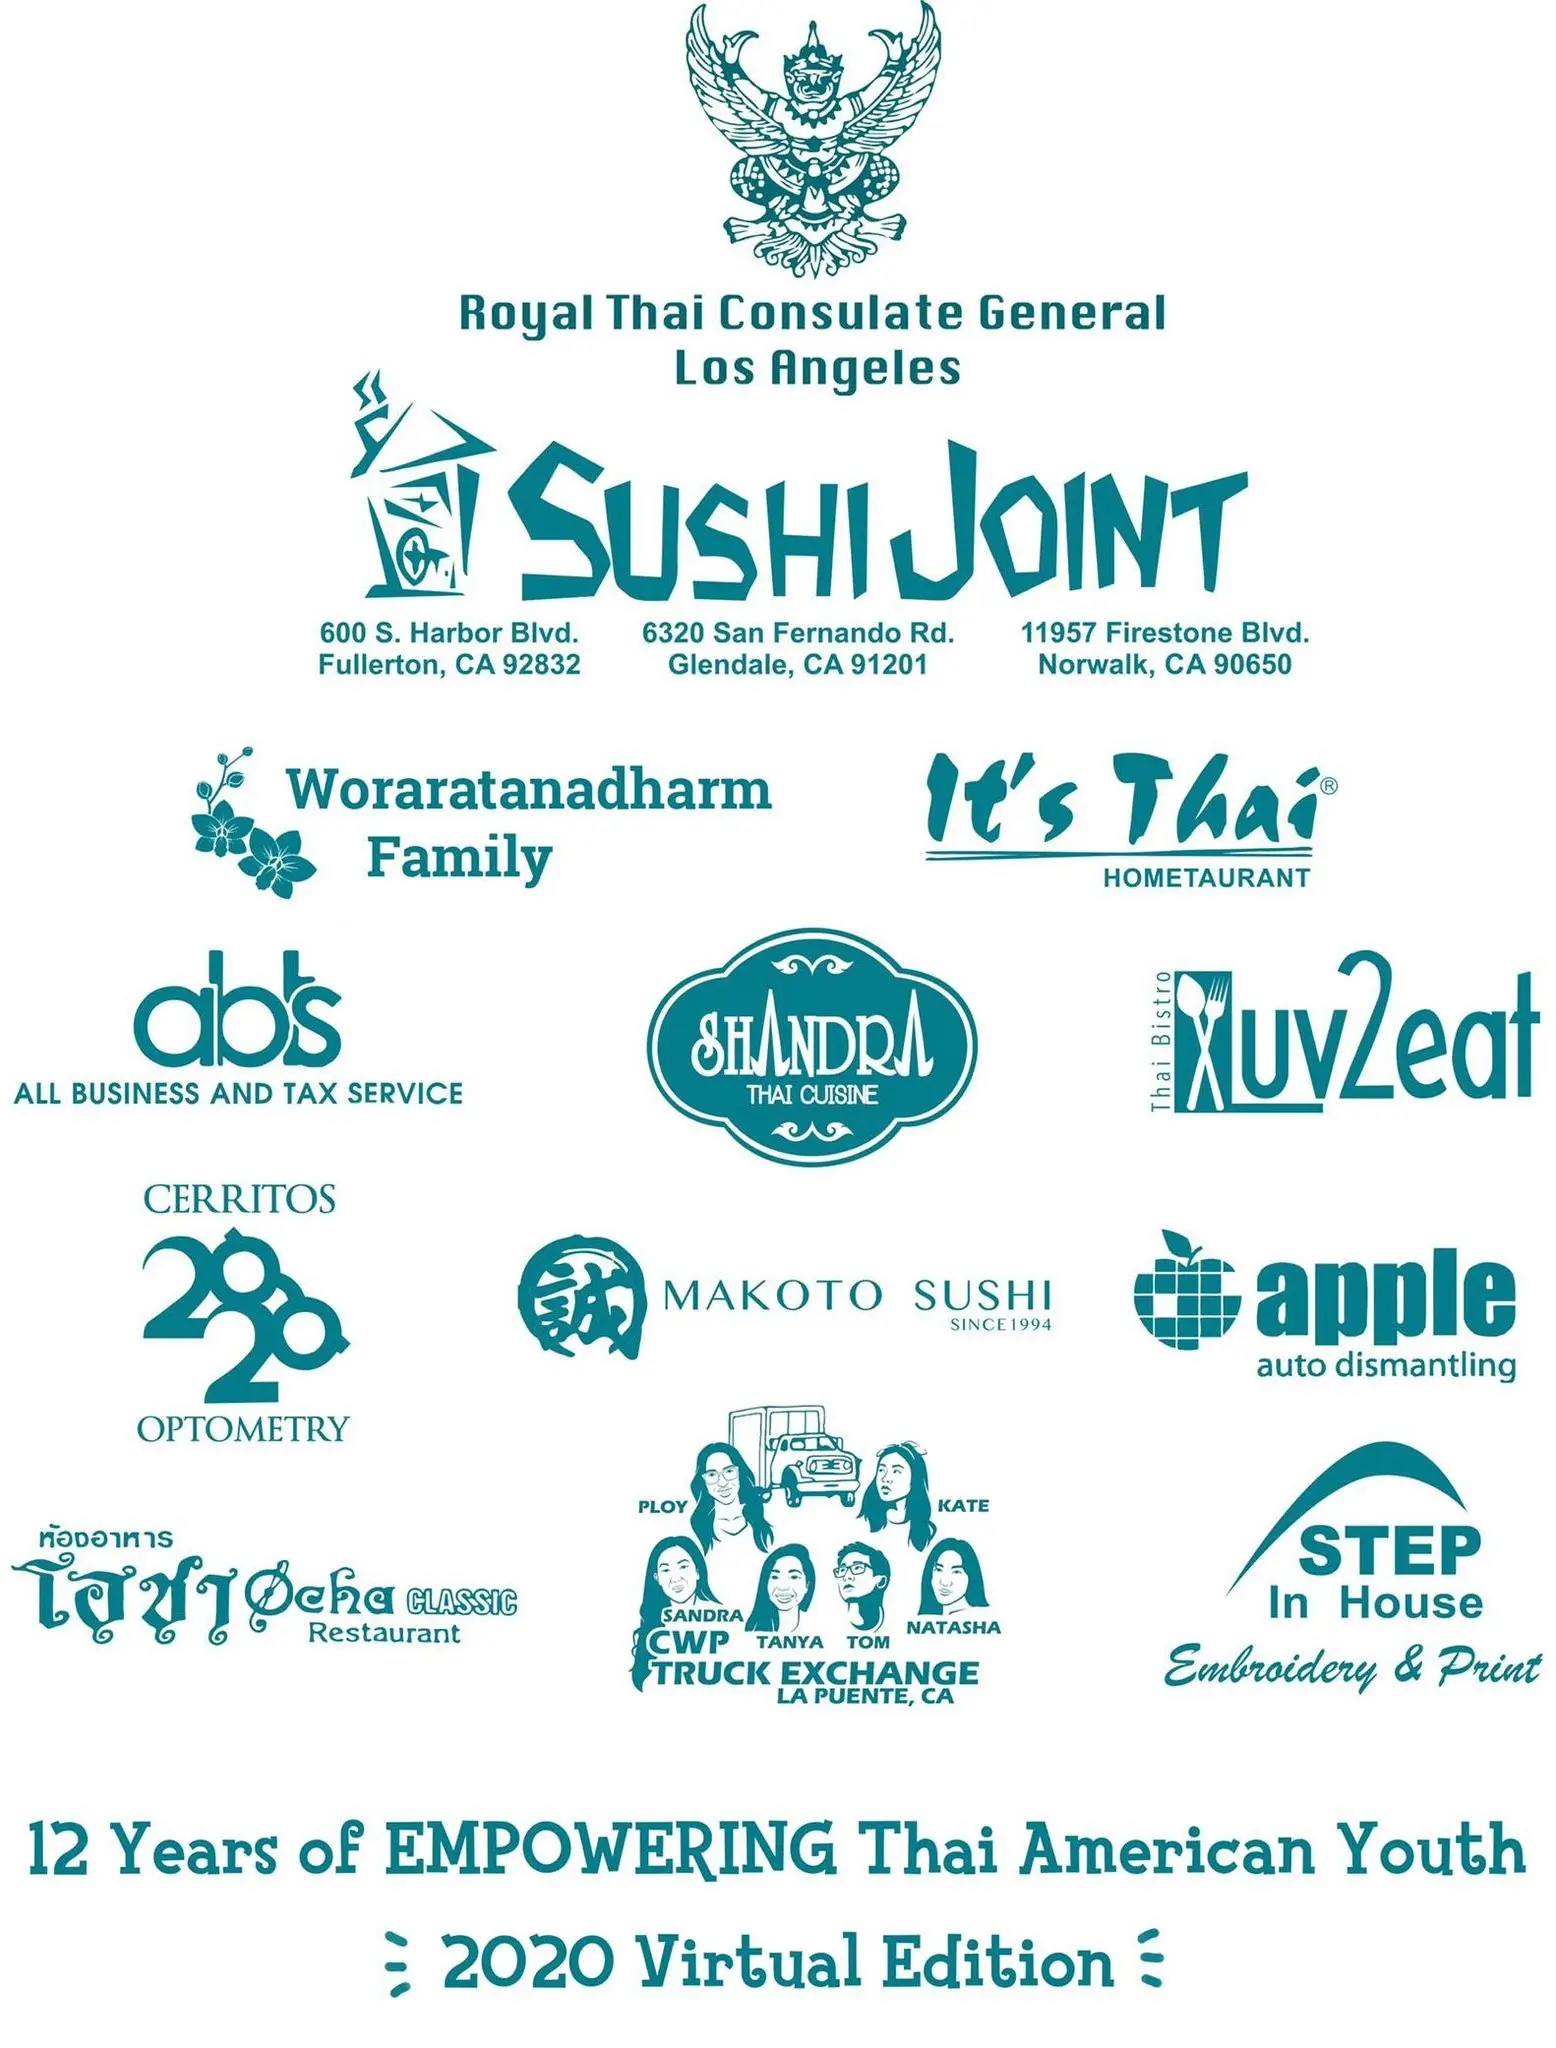 Royal Thai Consulate General
Los Angeles
SUSHI JOINT
600 S. Harbor Blvd.
Fullerton, CA 92832
6320 San Fernando Rd.
Glendale, CA 91201
11957 Firestone Blvd.
Norwalk, CA 90650
Woraratanadharm
Family
It's Thai®
HOMETAURANT
abts
ALL BUSINESS AND TAX SERVICE
SHANDRA
THAI CUISINE
Thai Bistro
Luv2eat
CERRITOS
2020
OPTOMETRY
誠
MAKOTO SUSHI
SINCE 1994
apple
auto dismantling
ห้องอาหาร
โอชา Ocha CLASSIC
Restaurant
PLOY
KATE
SANDRA
TANYA
TOM
NATASHA
CWP
TRUCK EXCHANGE
LA PUENTE, CA
STEP
In House
Embroidery & Print
12 Years of EMPOWERING Thai American Youth
2020 Virtual Edition